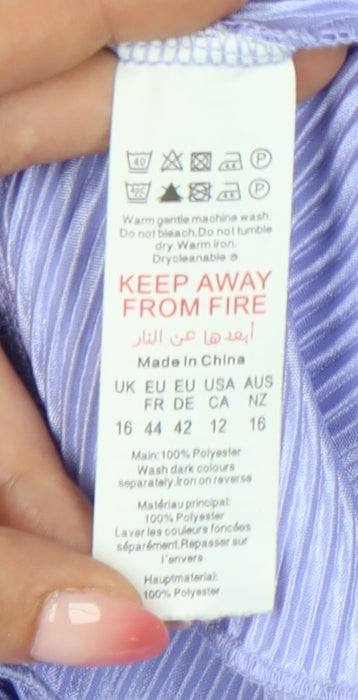 40 P
40C P
Warm gentle machine wash.
Do not bleach.Do not tumble
dry. Warm iron.
Drycleanable ®
KEEP AWAY
FROM FIRE
أبعدها عن النار
Made in China
UK EU EU USA AUS
FR DE CA NZ
16 44 42 12 16
Main: 100% Polyester
Wash dark colours
separately.Iron on reverse
Matériau principal:
100% Polyester
Laver les couleurs foncées
séparément.Repasser sur
l'envers
Hauptmaterial:
100% Polyester